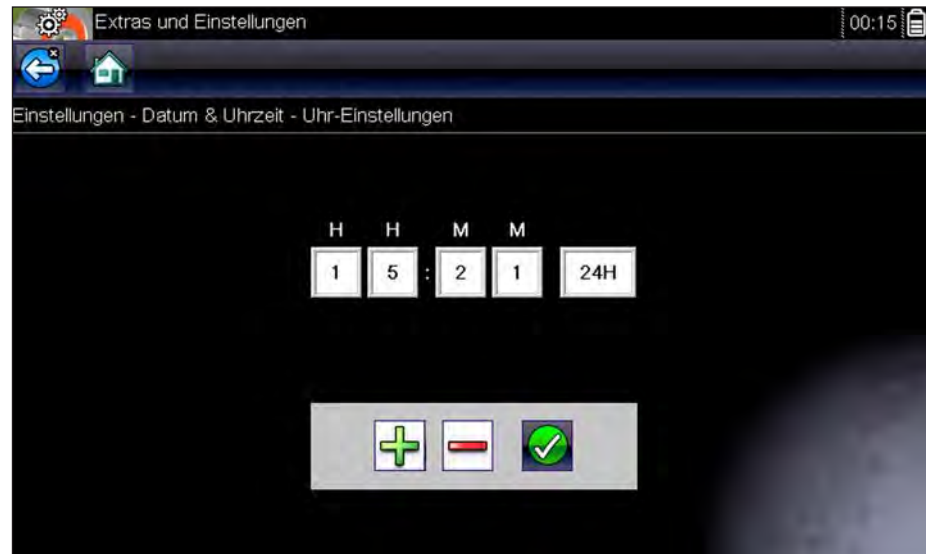 Extras und Einstellungen 00:15
Einstellungen - Datum & Uhrzeit - Uhr-Einstellungen
H H M M
1 5 : 2 1 24H